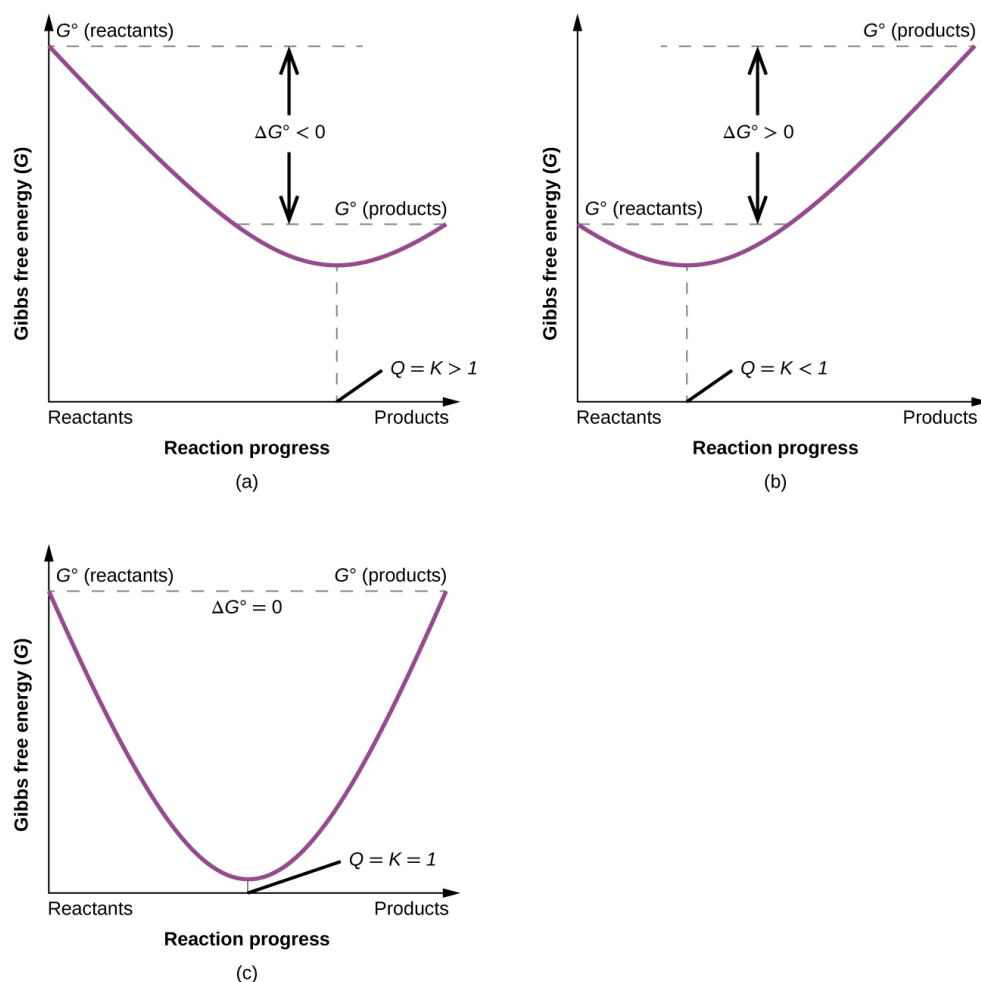 G° (reactants)
ΔG° < 0
G° (products)
Gibbs free energy (G)
Q = K > 1
Reactants
Products
Reaction progress
(a)
G° (products)
ΔG° > 0
G° (reactants)
Gibbs free energy (G)
Q = K < 1
Reactants
Products
Reaction progress
(b)
G° (reactants)
G° (products)
ΔG° = 0
Gibbs free energy (G)
Q = K = 1
Reactants
Products
Reaction progress
(c)